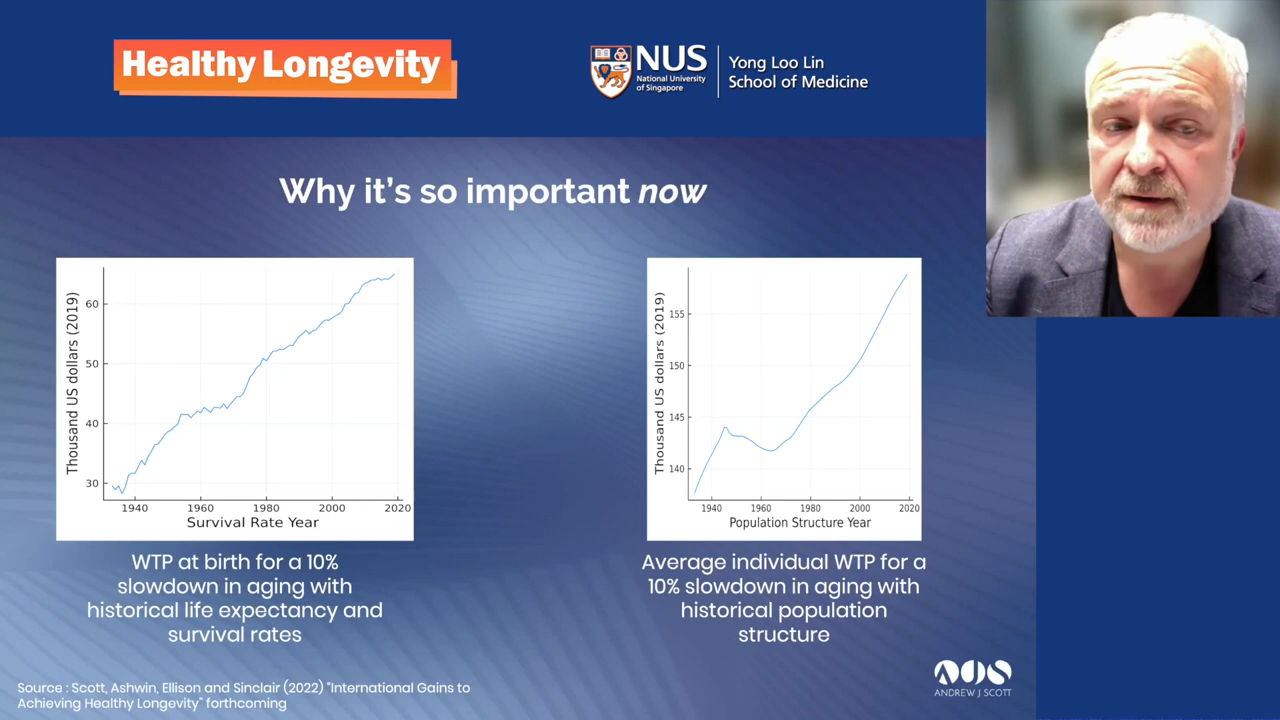 Healthy Longevity
NUS
National University
of Singapore
Yong Loo Lin
School of Medicine
Why it's so important now
Thousand US dollars (2019)
60
50
40
30
1940 1960 1980 2000 2020
Survival Rate Year
Thousand US dollars (2019)
155
150
145
140
1940 1960 1980 2000 2020
Population Structure Year
WTP at birth for a 10%
slowdown in aging with
historical life expectancy and
survival rates
Average individual WTP for a
10% slowdown in aging with
historical population
structure
Source : Scott, Ashwin, Ellison and Sinclair (2022) "International Gains to
Achieving Healthy Longevity" forthcoming
AJS
ANDREW J SCOTT